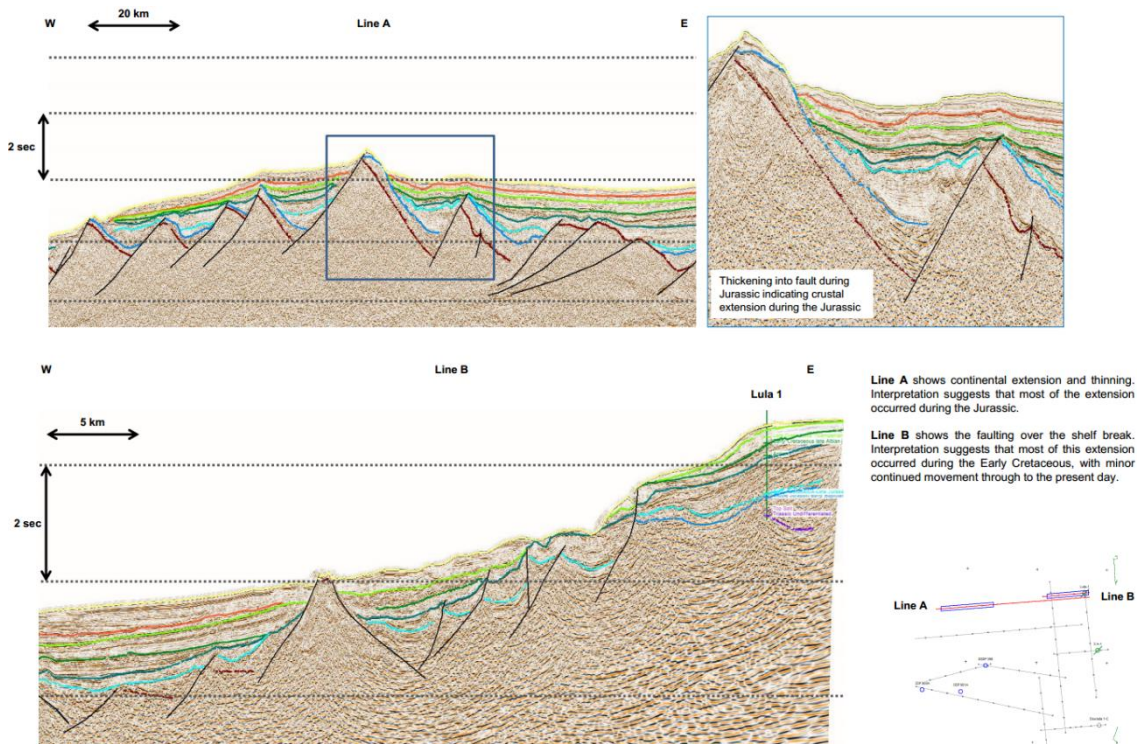 20 km
W
Line A
E
2 sec
Thickening into fault during
Jurassic indicating crustal
extension during the Jurassic
W
Line B
E
Lula 1
5 km
2 sec
Line A shows continental extension and thinning.
Interpretation suggests that most of the extension
occurred during the Jurassic.
Line B shows the faulting over the shelf break.
Interpretation suggests that most of this extension
occurred during the Early Cretaceous, with minor
continued movement through to the present day.
Line A
Line B